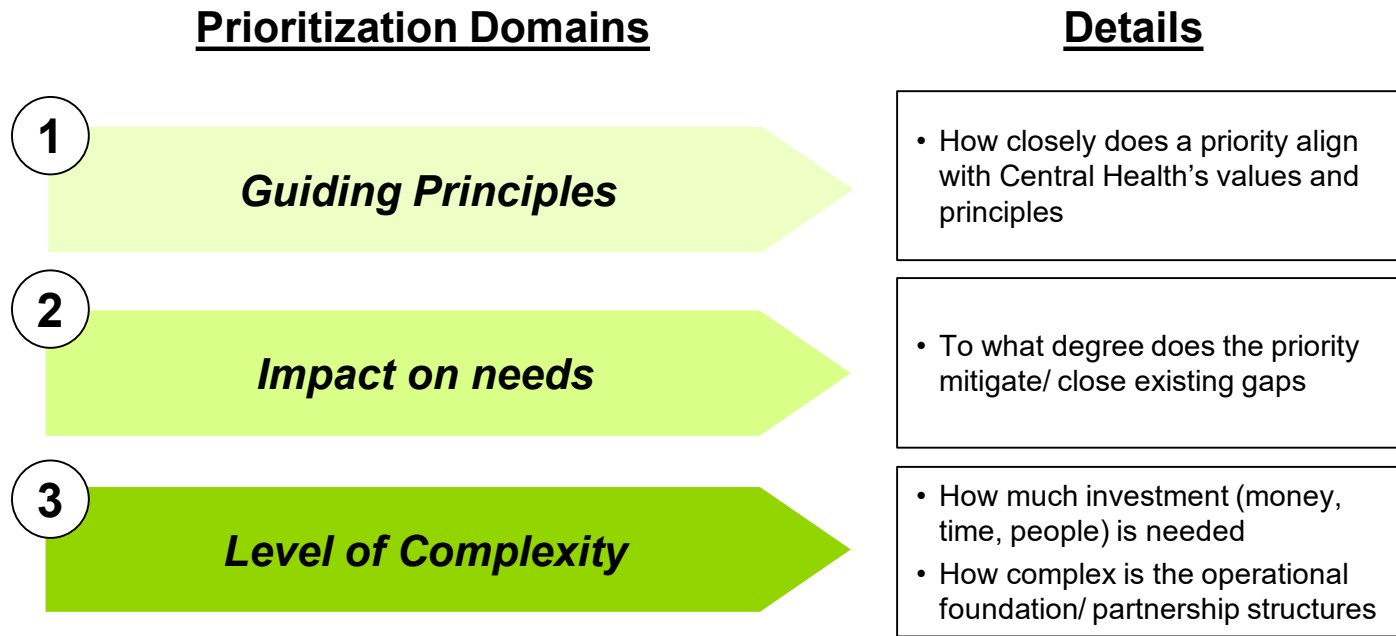 Prioritization Domains
Details
1
Guiding Principles
• How closely does a priority align
with Central Health’s values and
principles
2
Impact on needs
• To what degree does the priority
mitigate/ close existing gaps
3
Level of Complexity
• How much investment (money,
time, people) is needed
• How complex is the operational
foundation/ partnership structures